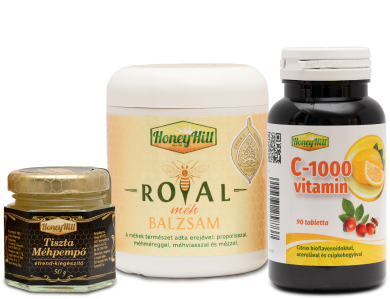 HoneyHill
Tiszta
Méhpempő
étrend-kiegészítő
50 g
HoneyHill
ROYAL
méh
BALZSAM
A méhek természet adta erejével: propolisszal,
méhméreggel, méhviasszal és mézzel.
HoneyHill
C-1000
vitamin
90 tabletta
Citrus bioflavonoidokkal,
acerolával és csipkebogyóval